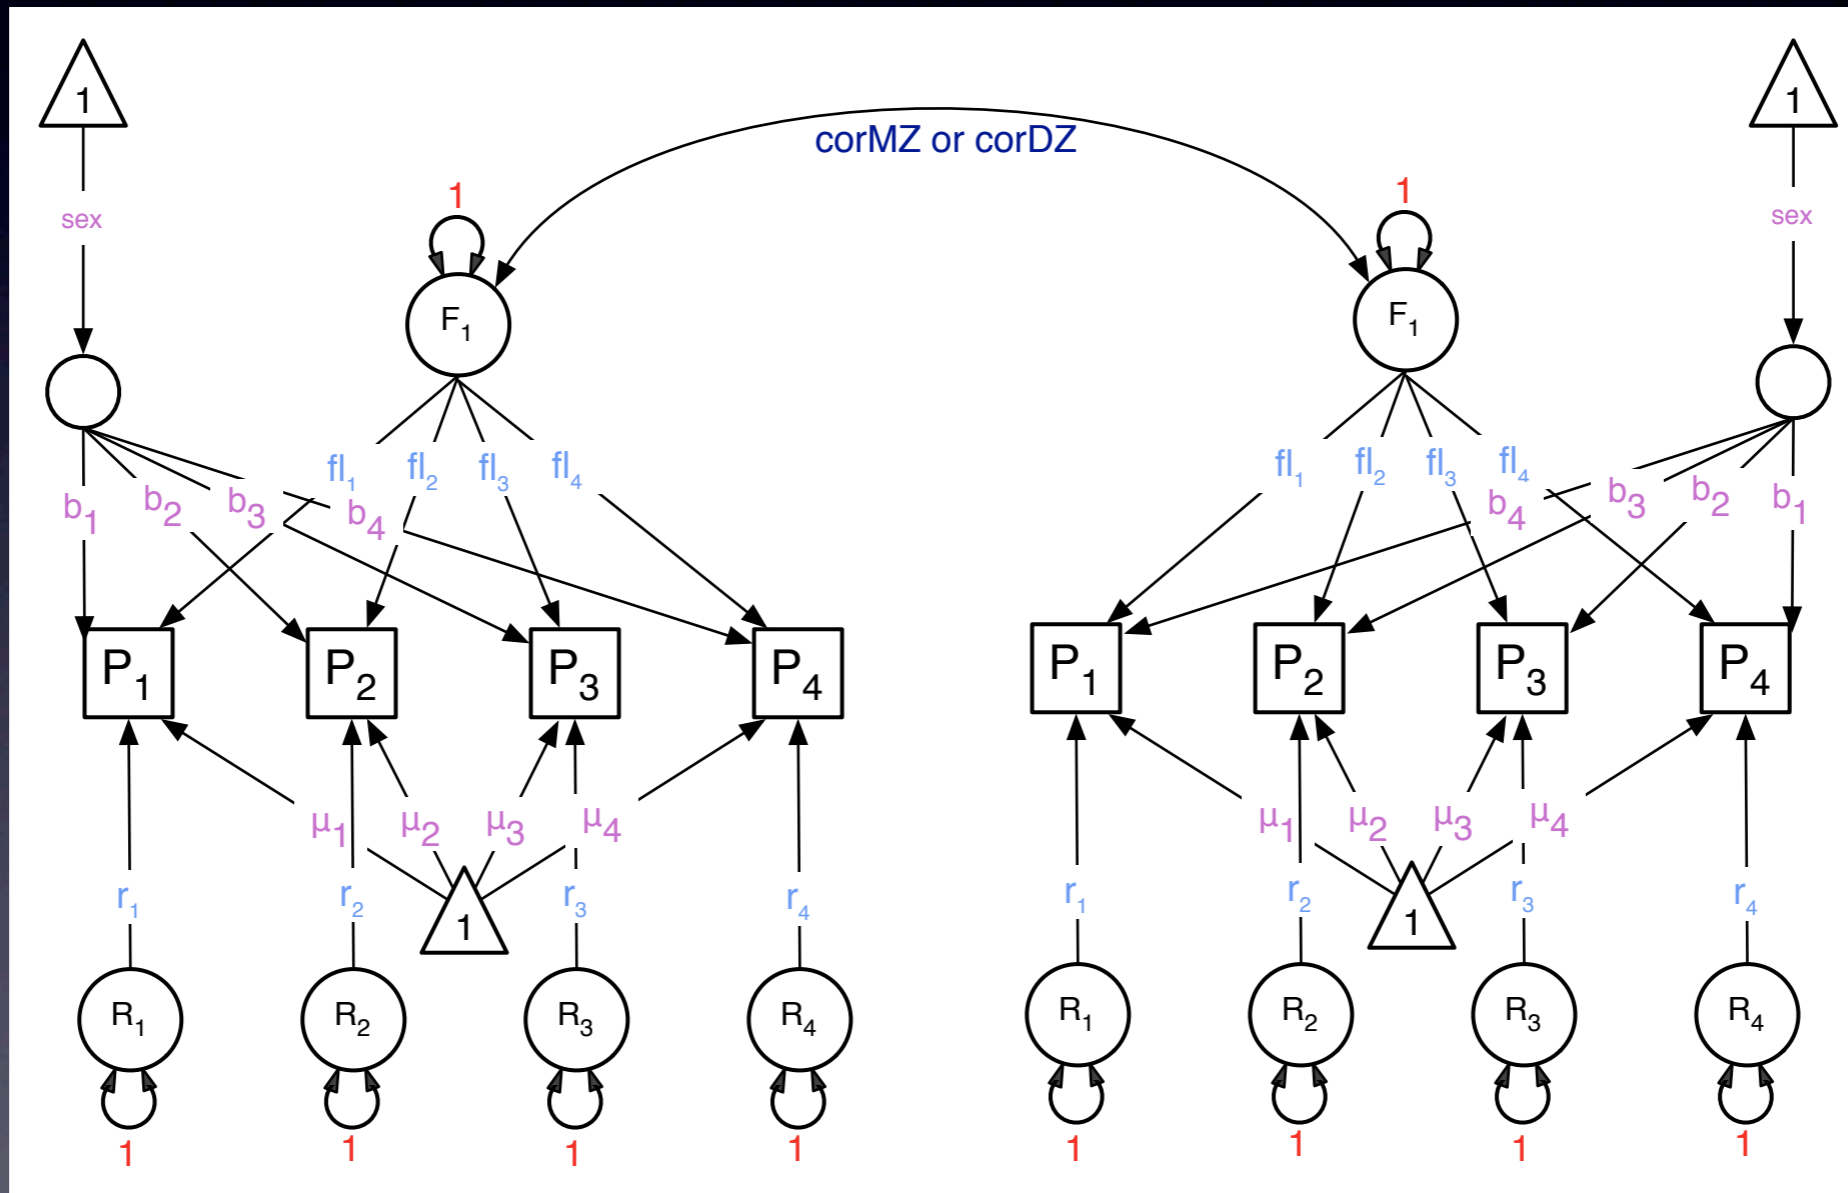 1 1
corMZ or corDZ
1 1
sex sex
F₁ F₁
fl₁ fl₂ fl₃ fl₄ fl₁ fl₂ fl₃ fl₄
b₁ b₂ b₃ b₄ b₄ b₃ b₂ b₁
P₁ P₂ P₃ P₄ P₁ P₂ P₃ P₄
μ₁ μ₂ μ₃ μ₄ μ₁ μ₂ μ₃ μ₄
r₁ r₂ 1 r₃ r₄ r₁ r₂ 1 r₃ r₄
R₁ R₂ R₃ R₄ R₁ R₂ R₃ R₄
1 1 1 1 1 1 1 1